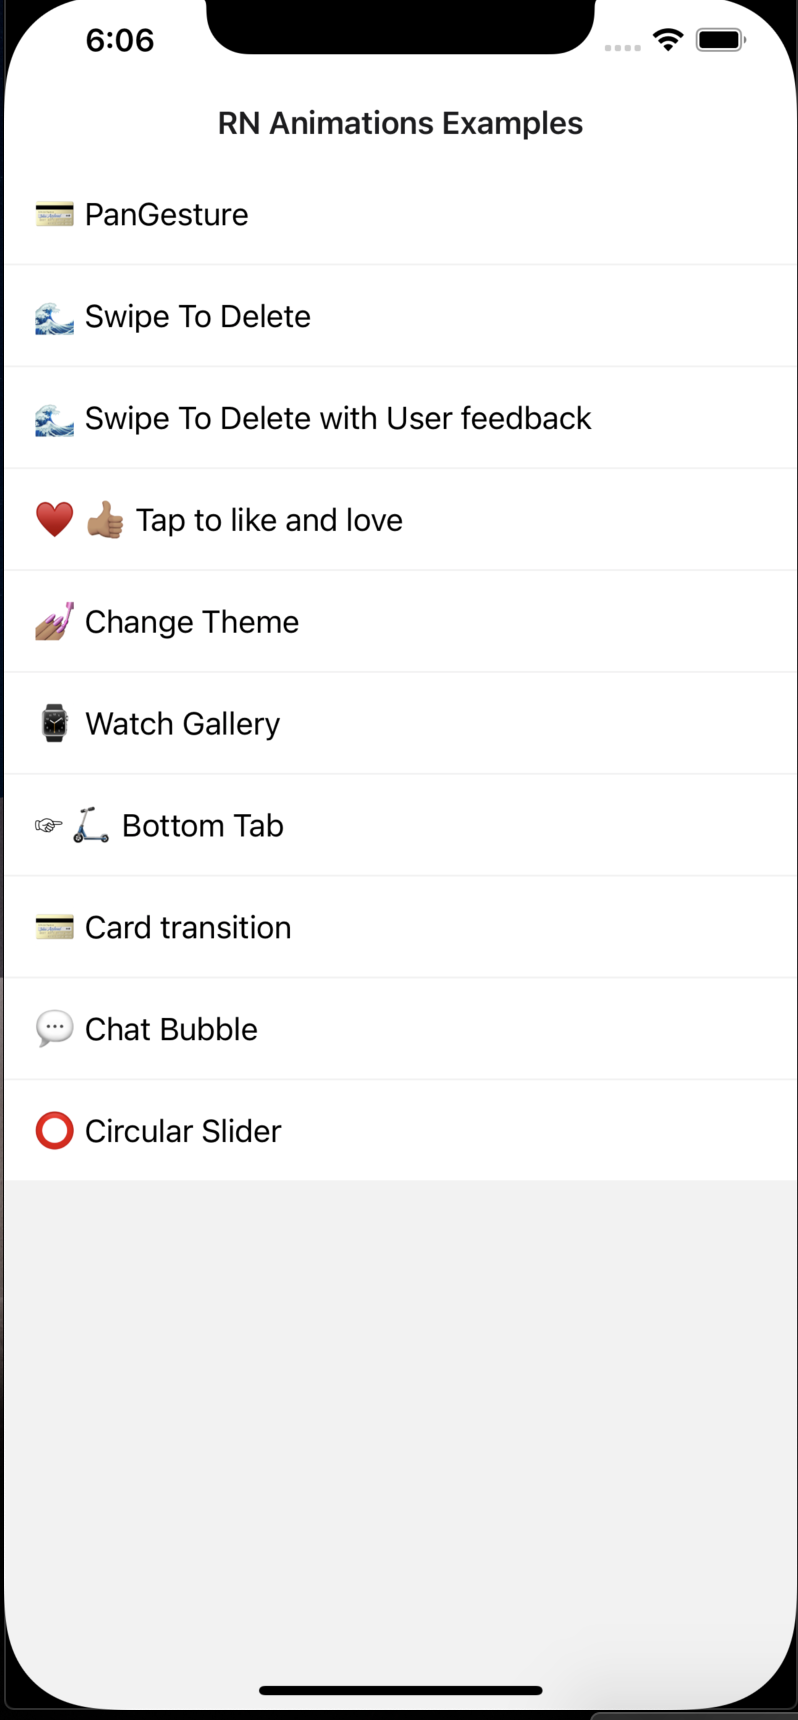 6:06
RN Animations Examples
💳 PanGesture
🌊 Swipe To Delete
🌊 Swipe To Delete with User feedback
❤️ 👍🏽 Tap to like and love
💅🏽 Change Theme
⌚ Watch Gallery
☞ 🛴 Bottom Tab
💳 Card transition
💬 Chat Bubble
⭕ Circular Slider